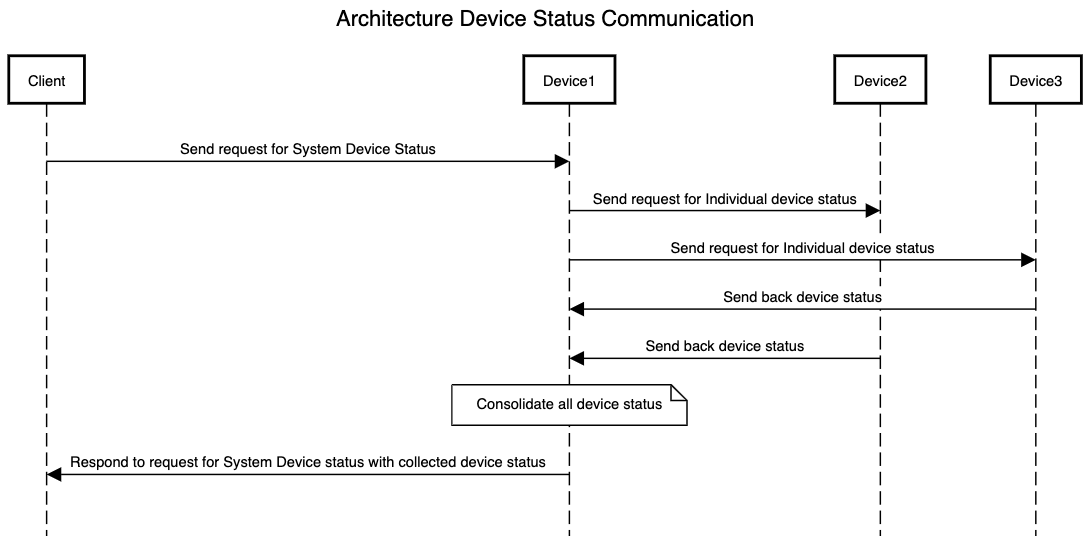 Architecture Device Status Communication
Client
Device1
Device2
Device3
Send request for System Device Status
Send request for Individual device status
Send request for Individual device status
Send back device status
Send back device status
Consolidate all device status
Respond to request for System Device status with collected device status